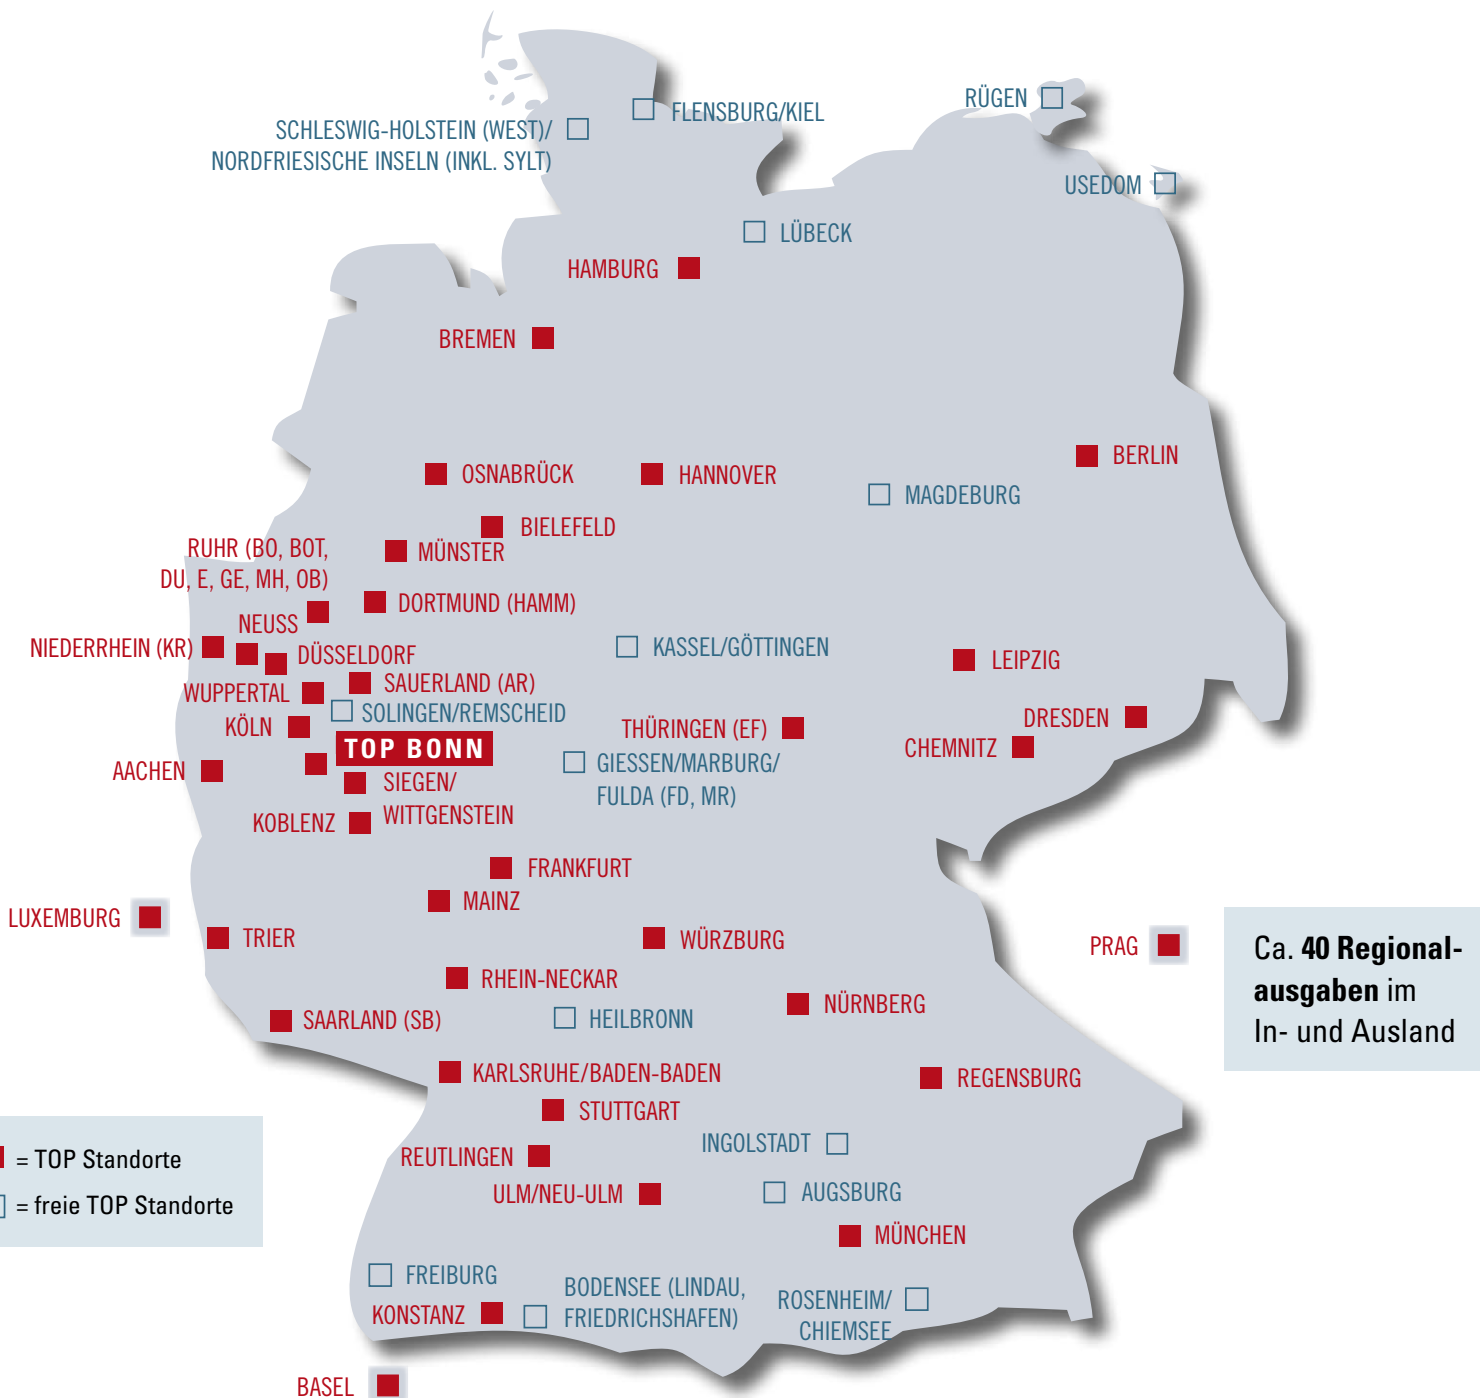 RÜGEN
FLENSBURG/KIEL
SCHLESWIG-HOLSTEIN (WEST)/
NORDFRIESISCHE INSELN (INKL. SYLT)
USEDOM
LÜBECK
HAMBURG
BREMEN
BERLIN
OSNABRÜCK
HANNOVER
MAGDEBURG
BIELEFELD
RUHR (BO, BOT,
DU, E, GE, MH, OB)
MÜNSTER
DORTMUND (HAMM)
NEUSS
NIEDERRHEIN (KR)
DÜSSELDORF
KASSEL/GÖTTINGEN
LEIPZIG
SAUERLAND (AR)
WUPPERTAL
SOLINGEN/REMSCHEID
KÖLN
THÜRINGEN (EF)
DRESDEN
TOP BONN
CHEMNITZ
AACHEN
GIESSEN/MARBURG/
FULDA (FD, MR)
SIEGEN/
WITTGENSTEIN
KOBLENZ
FRANKFURT
MAINZ
LUXEMBURG
TRIER
WÜRZBURG
PRAG
Ca. 40 Regional-
ausgaben im
In- und Ausland
RHEIN-NECKAR
NÜRNBERG
SAARLAND (SB)
HEILBRONN
KARLSRUHE/BADEN-BADEN
REGENSBURG
STUTTGART
INGOLSTADT
REUTLINGEN
= TOP Standorte
= freie TOP Standorte
ULM/NEU-ULM
AUGSBURG
MÜNCHEN
FREIBURG
BODENSEE (LINDAU,
FRIEDRICHSHAFEN)
ROSENHEIM/
CHIEMSEE
KONSTANZ
BASEL